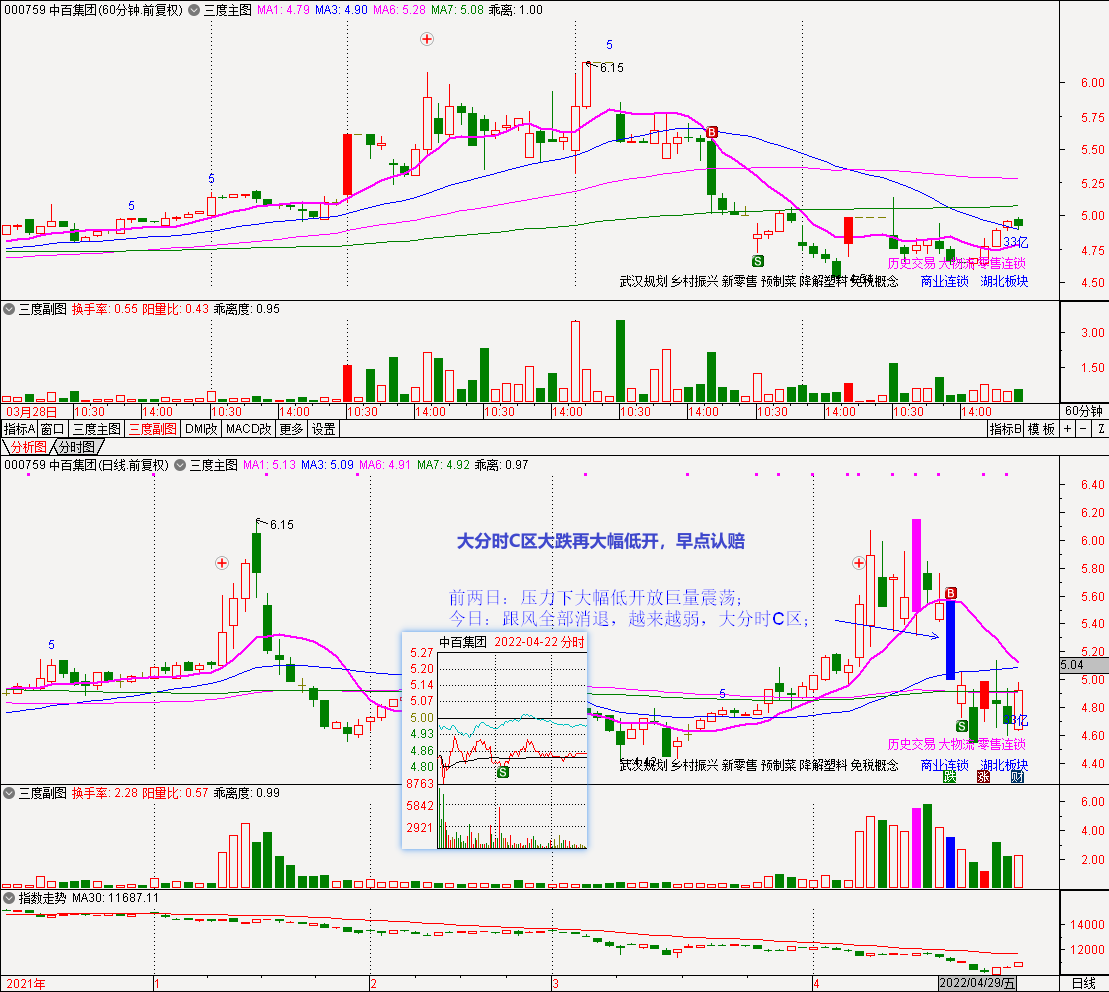 000759 中百集团(60分钟.前复权) 三度主图 MA1: 4.79 MA3: 4.90 MA6: 5.28 MA7: 5.08 乖离: 1.00
5
6.15
6.00
5.75
B
5.50
5
5.25
5
5.00
33亿
4.75
S
历史交易 大物流 零售连锁
武汉规划 乡村振兴 新零售 预制菜 降解塑料 免税概念 商业连锁 湖北板块
4.50
三度副图 换手率: 0.55 阳量比: 0.43 乖离度: 0.95
3.00
1.50
03月28日 10:30 14:00 10:30 14:00 10:30 14:00 10:30 14:00 10:30 14:00 10:30 14:00 10:30 14:00 60分钟
指标A 窗口 三度主图 三度副图 DMI改 MACD改 更多 设置 指标B 模 板 + - Z
分析图 分时图
000759 中百集团(日线.前复权) 三度主图 MA1: 5.13 MA3: 5.09 MA6: 4.91 MA7: 4.92 乖离: 0.97
6.40
6.20
6.15
大分时C区大跌再大幅低开，早点认赔
6.00
5.80
前两日：压力下大幅低开放巨量震荡；
B
5.60
今日：跟风全部消退，越来越弱，大分时C区；
5.40
5
5.20
中百集团 2022-04-22 分时
5.27
5.20
5.14
5.07
5.00
4.93
4.86
4.80
S
8763
5842
2921
5.04
5.00
5
4.80
33亿
S
4.60
历史交易 大物流 零售连锁
武汉规划 乡村振兴 新零售 预制菜 降解塑料 免税概念 商业连锁 湖北板块
4.40
跌 涨 财
三度副图 换手率: 2.28 阳量比: 0.57 乖离度: 0.99
6.00
4.00
2.00
指数走势 MA30: 11687.11
14000
12000
2021年 1 2 3 4 2022/04/29/五 日线